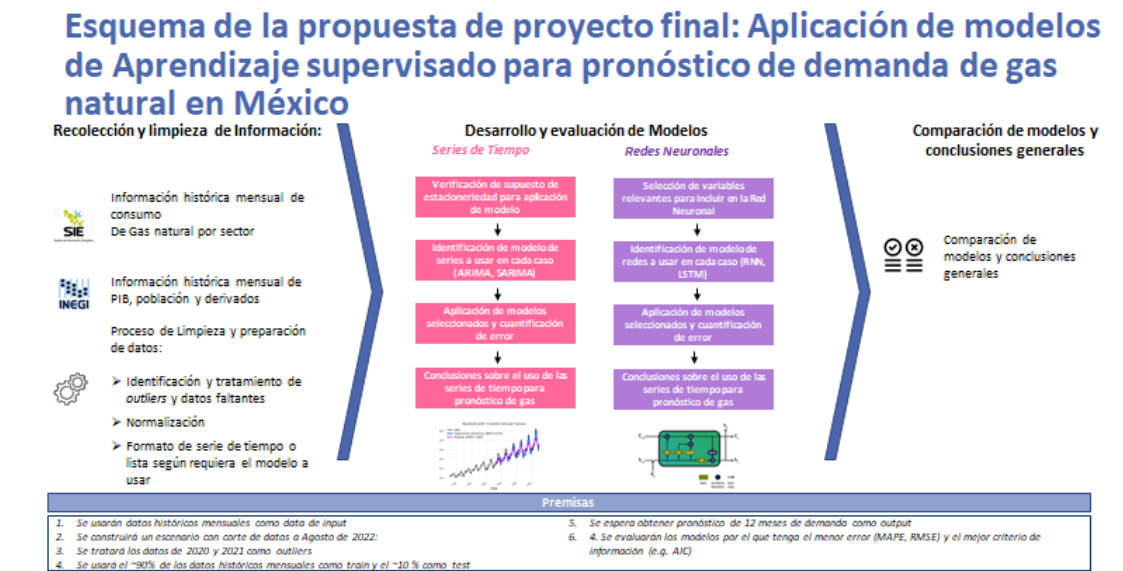 Esquema de la propuesta de proyecto final: Aplicación de modelos
de Aprendizaje supervisado para pronóstico de demanda de gas
natural en México
Recolección y limpieza de Información:
SIE
Información histórica mensual de
consumo
De Gas natural por sector
INEGI
Información histórica mensual de
PIB, población y derivados
Proceso de Limpieza y preparación
de datos:
➢ Identificación y tratamiento de
outliers y datos faltantes
➢ Normalización
➢ Formato de serie de tiempo o
lista según requiera el modelo a
usar
Desarrollo y evaluación de Modelos
Series de Tiempo
Verificación de supuesto de
estacioneriedad para aplicación
de modelo
Identificación de modelo de
series a usar en cada caso
(ARIMA, SARIMA)
Aplicación de modelos
seleccionados y cuantificación
de error
Conclusiones sobre el uso de las
series de tiempo para
pronóstico de gas
Redes Neuronales
Selección de variables
relevantes para incluir en la Red
Neuronal
Identificación de modelo de
redes a usar en cada caso (RNN,
LSTM)
Aplicación de modelos
seleccionados y cuantificación
de error
Conclusiones sobre el uso de las
series de tiempo para
pronóstico de gas
Comparación de modelos y
conclusiones generales
Comparación de
modelos y conclusiones
generales
Premisas
1. Se usarán datos históricos mensuales como data de input
2. Se construirá un escenario con corte de datos a Agosto de 2022:
3. Se tratará los datos de 2020 y 2021 como outliers
4. Se usará el ~90% de los datos históricos mensuales como train y el ~10 % como test
5. Se espera obtener pronóstico de 12 meses de demanda como output
6. 4. Se evaluarán los modelos por el que tenga el menor error (MAPE, RMSE) y el mejor criterio de
información (e.g. AIC)